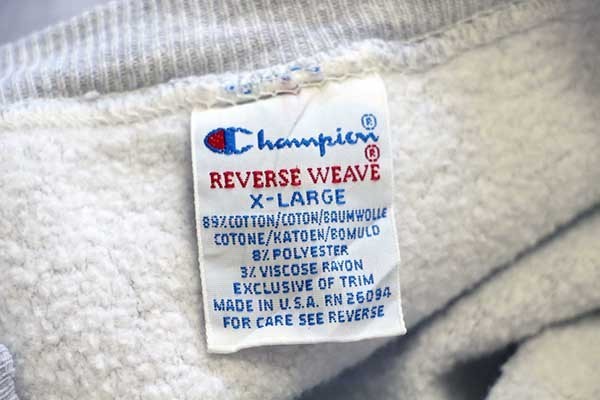 Champion®
REVERSE WEAVE®
X-LARGE
89% COTTON/COTON/BAUMWOLLE
COTONE/KATOEN/BOMULD
8% POLYESTER
3% VISCOSE RAYON
EXCLUSIVE OF TRIM
MADE IN U.S.A. RN 26094
FOR CARE SEE REVERSE